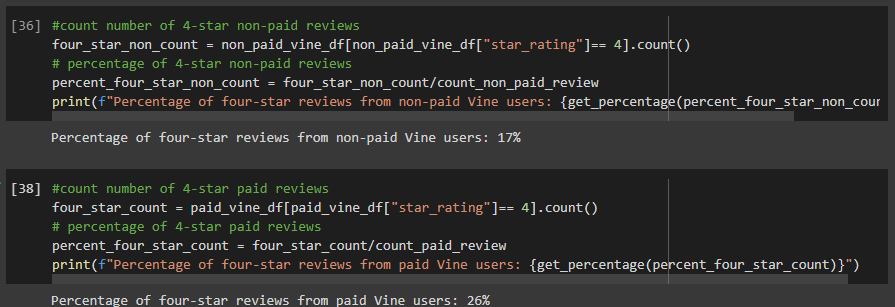 [36] #count number of 4-star non-paid reviews
four_star_non_count = non_paid_vine_df[non_paid_vine_df["star_rating"]== 4].count()
# percentage of 4-star non-paid reviews
percent_four_star_non_count = four_star_non_count/count_non_paid_review
print(f"Percentage of four-star reviews from non-paid Vine users: {get_percentage(percent_four_star_non_coun
Percentage of four-star reviews from non-paid Vine users: 17%
[38] #count number of 4-star paid reviews
four_star_count = paid_vine_df[paid_vine_df["star_rating"]== 4].count()
# percentage of 4-star paid reviews
percent_four_star_count = four_star_count/count_paid_review
print(f"Percentage of four-star reviews from paid Vine users: {get_percentage(percent_four_star_count)}")
Percentage of four-star reviews from paid Vine users: 26%